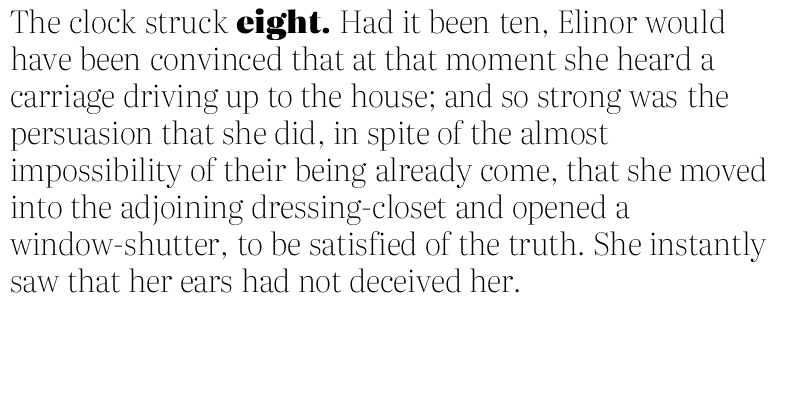 The clock struck eight. Had it been ten, Elinor would
have been convinced that at that moment she heard a
carriage driving up to the house; and so strong was the
persuasion that she did, in spite of the almost
impossibility of their being already come, that she moved
into the adjoining dressing-closet and opened a
window-shutter, to be satisfied of the truth. She instantly
saw that her ears had not deceived her.